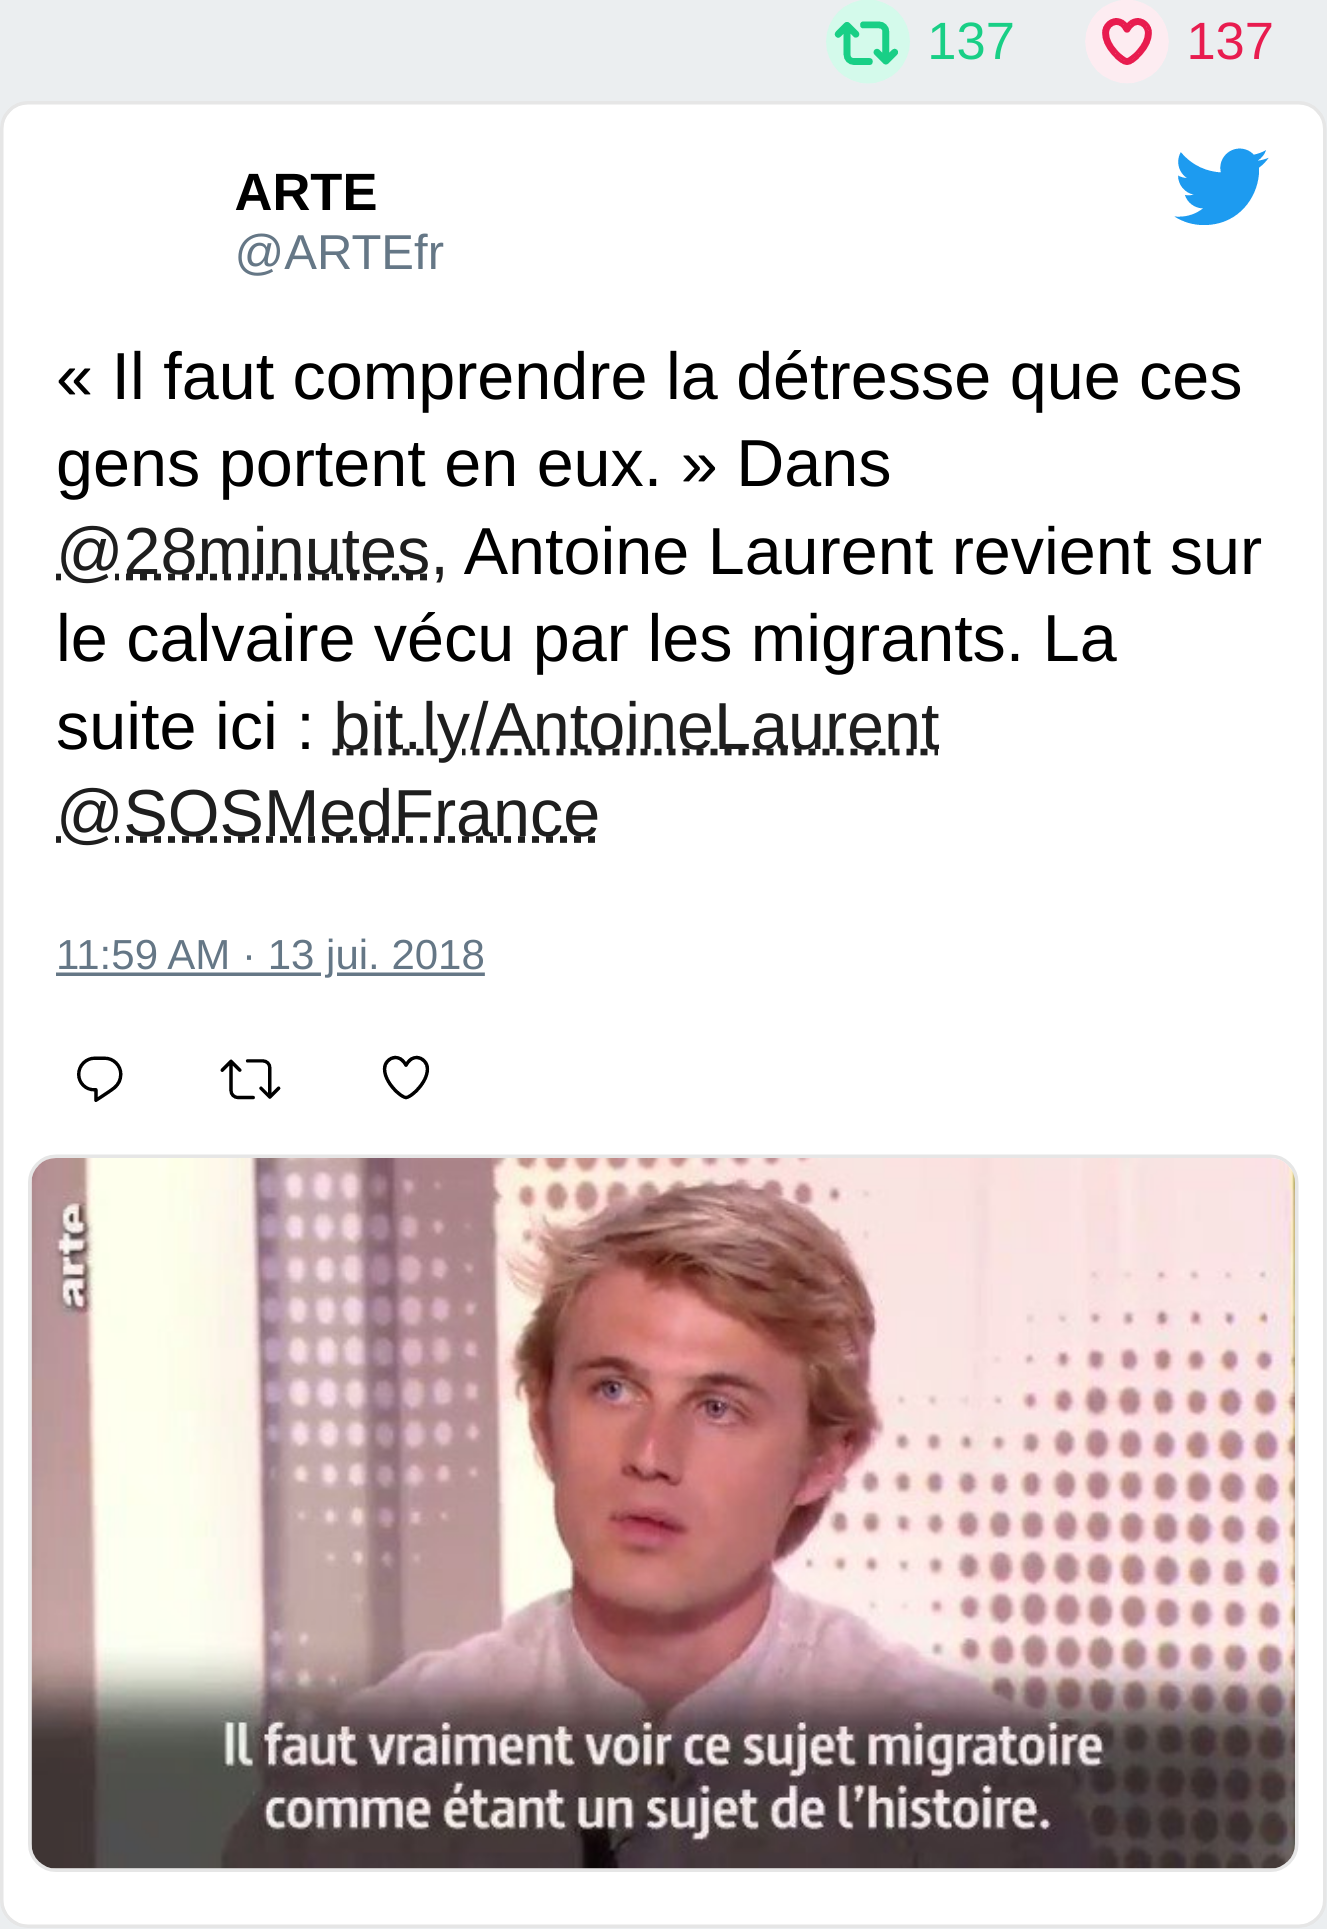 137 137
ARTE
@ARTEfr
« Il faut comprendre la détresse que ces
gens portent en eux. » Dans
@28minutes, Antoine Laurent revient sur
le calvaire vécu par les migrants. La
suite ici : bit.ly/AntoineLaurent
@SOSMedFrance
11:59 AM · 13 jui. 2018
arte
Il faut vraiment voir ce sujet migratoire
comme étant un sujet de l’histoire.